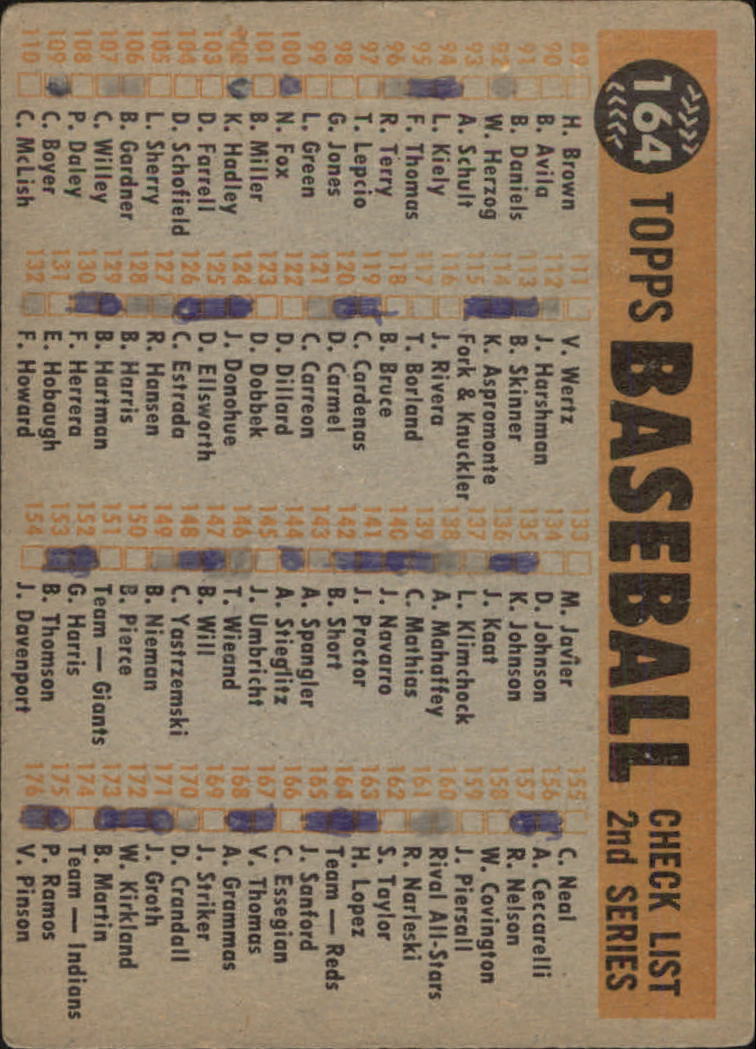 164
TOPPS BASEBALL
CHECK LIST
2nd SERIES
89 H. Brown
90 B. Avila
91 B. Daniels
92 W. Herzog
93 A. Schult
94 L. Kiely
95 F. Thomas
96 R. Terry
97 T. Lepcio
98 G. Jones
99 L. Green
100 N. Fox
101 B. Miller
102 K. Hadley
103 D. Farrell
104 D. Schofield
105 L. Sherry
106 B. Gardner
107 C. Willey
108 P. Daley
109 C. Boyer
110 C. McLish
111 V. Wertz
112 J. Harshman
113 B. Skinner
114 K. Aspromonte
115 Fork & Knuckler
116 J. Rivera
117 T. Borland
118 B. Bruce
119 C. Cardenas
120 D. Carmel
121 C. Carreon
122 D. Dillard
123 D. Dobbek
124 J. Donohue
125 D. Ellsworth
126 C. Estrada
127 R. Hansen
128 B. Harris
129 B. Hartman
130 F. Herrera
131 E. Hobaugh
132 F. Howard
133 M. Javier
134 D. Johnson
135 K. Johnson
136 J. Kaat
137 L. Klimchock
138 A. Mahaffey
139 C. Mathias
140 J. Navarro
141 J. Proctor
142 B. Short
143 A. Spangler
144 A. Stieglitz
145 J. Umbricht
146 T. Wieand
147 B. Will
148 C. Yastrzemski
149 B. Nieman
150 B. Pierce
151 Team — Giants
152 G. Harris
153 B. Thomson
154 J. Davenport
155 C. Neal
156 A. Ceccarelli
157 R. Nelson
158 W. Covington
159 J. Piersall
160 Rival All-Stars
161 R. Narleski
162 S. Taylor
163 H. Lopez
164 Team — Reds
165 J. Sanford
166 C. Essegian
167 V. Thomas
168 A. Grammas
169 J. Striker
170 D. Crandall
171 J. Groth
172 W. Kirkland
173 B. Martin
174 Team — Indians
175 P. Ramos
176 V. Pinson